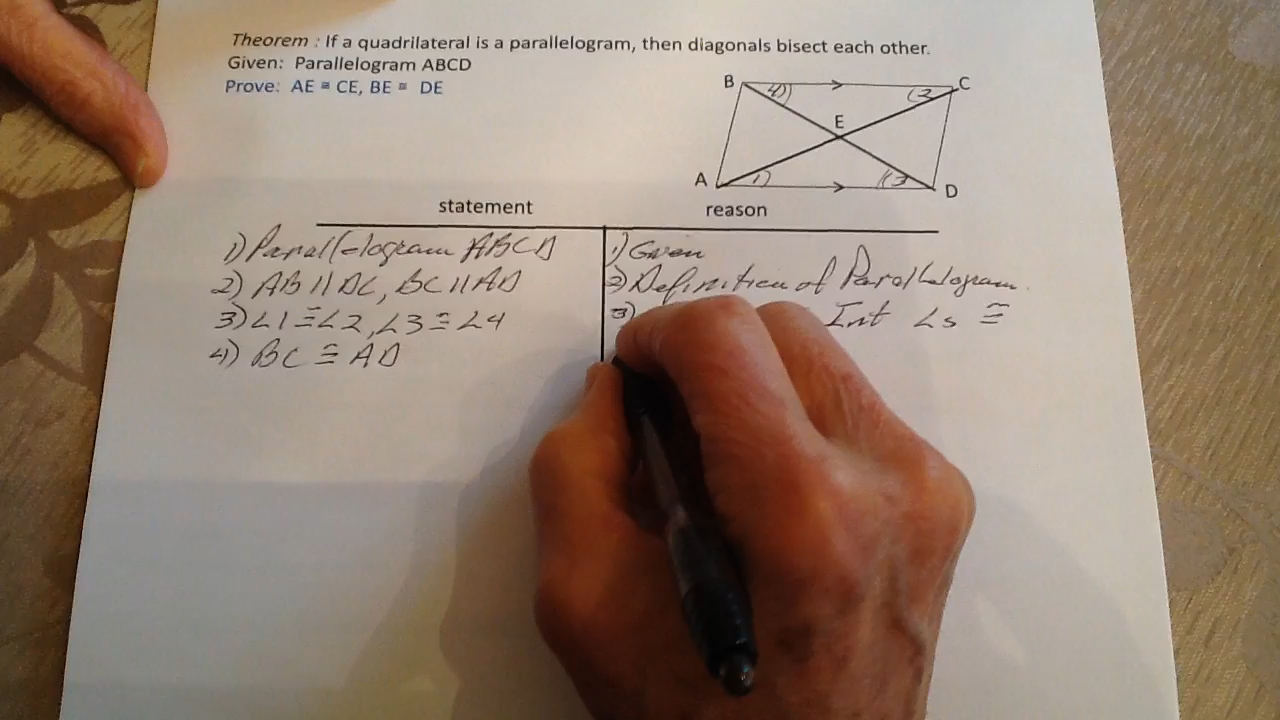 Theorem : If a quadrilateral is a parallelogram, then diagonals bisect each other.
Given: Parallelogram ABCD
Prove: AE ≅ CE, BE ≅ DE
B
C
4
2
E
A
1
3
D
statement
reason
1) Parallelogram ABCD
1) Given
2) AB || DC, BC || AD
2) Definition of Parallelogram
3) ∠1 ≅ ∠2, ∠3 ≅ ∠4
3) Int ∠s ≅
4) BC ≅ AD